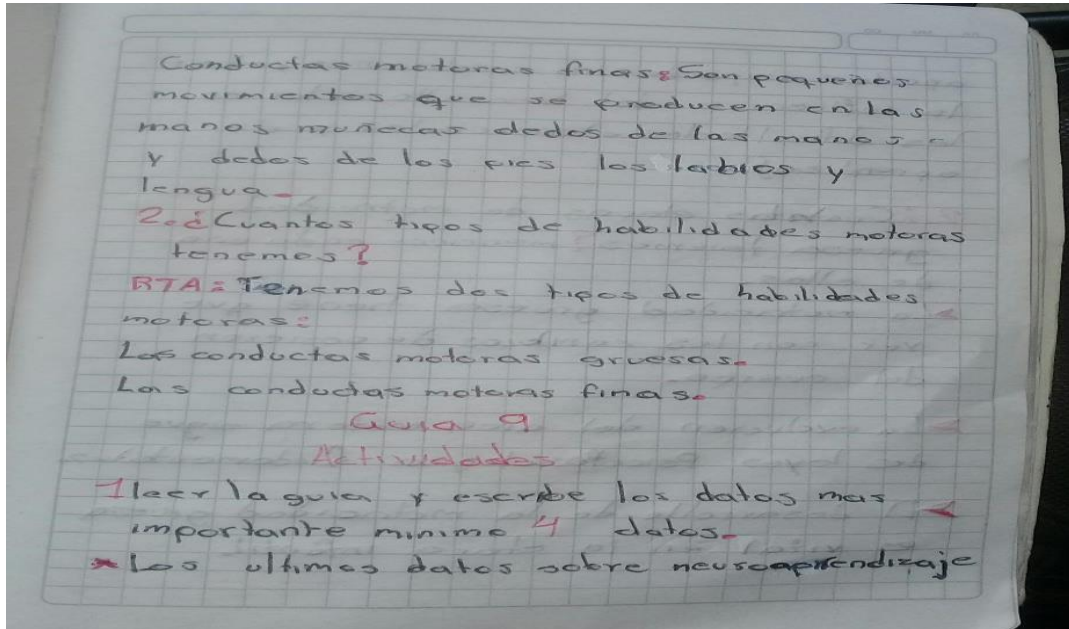 Conductas motoras finas: Son pequeños
movimientos que se producen en las
manos muñecas dedos de las manos
y dedos de los pies los labios y
lengua.
2. ¿Cuantos tipos de habilidades motoras
tenemos?
RTA: Tenemos dos tipos de habilidades
motoras:
Las conductas motoras gruesas.
Las conductas motoras finas.
Guia 9
Actividades
1 leer la guia y escribe los datos mas
importante minimo 4 datos.
* Los ultimos datos sobre neuroaprendizaje